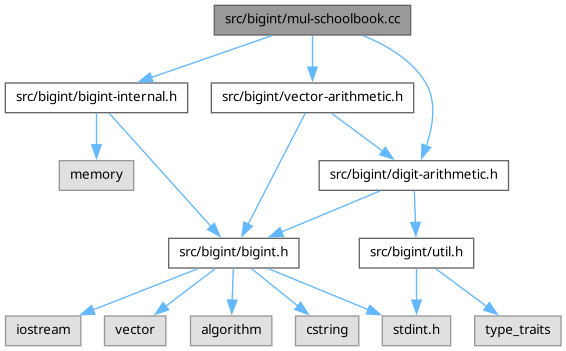 src/bigint/mul-schoolbook.cc
src/bigint/bigint-internal.h
src/bigint/vector-arithmetic.h
memory
src/bigint/digit-arithmetic.h
src/bigint/bigint.h
src/bigint/util.h
iostream
vector
algorithm
cstring
stdint.h
type_traits